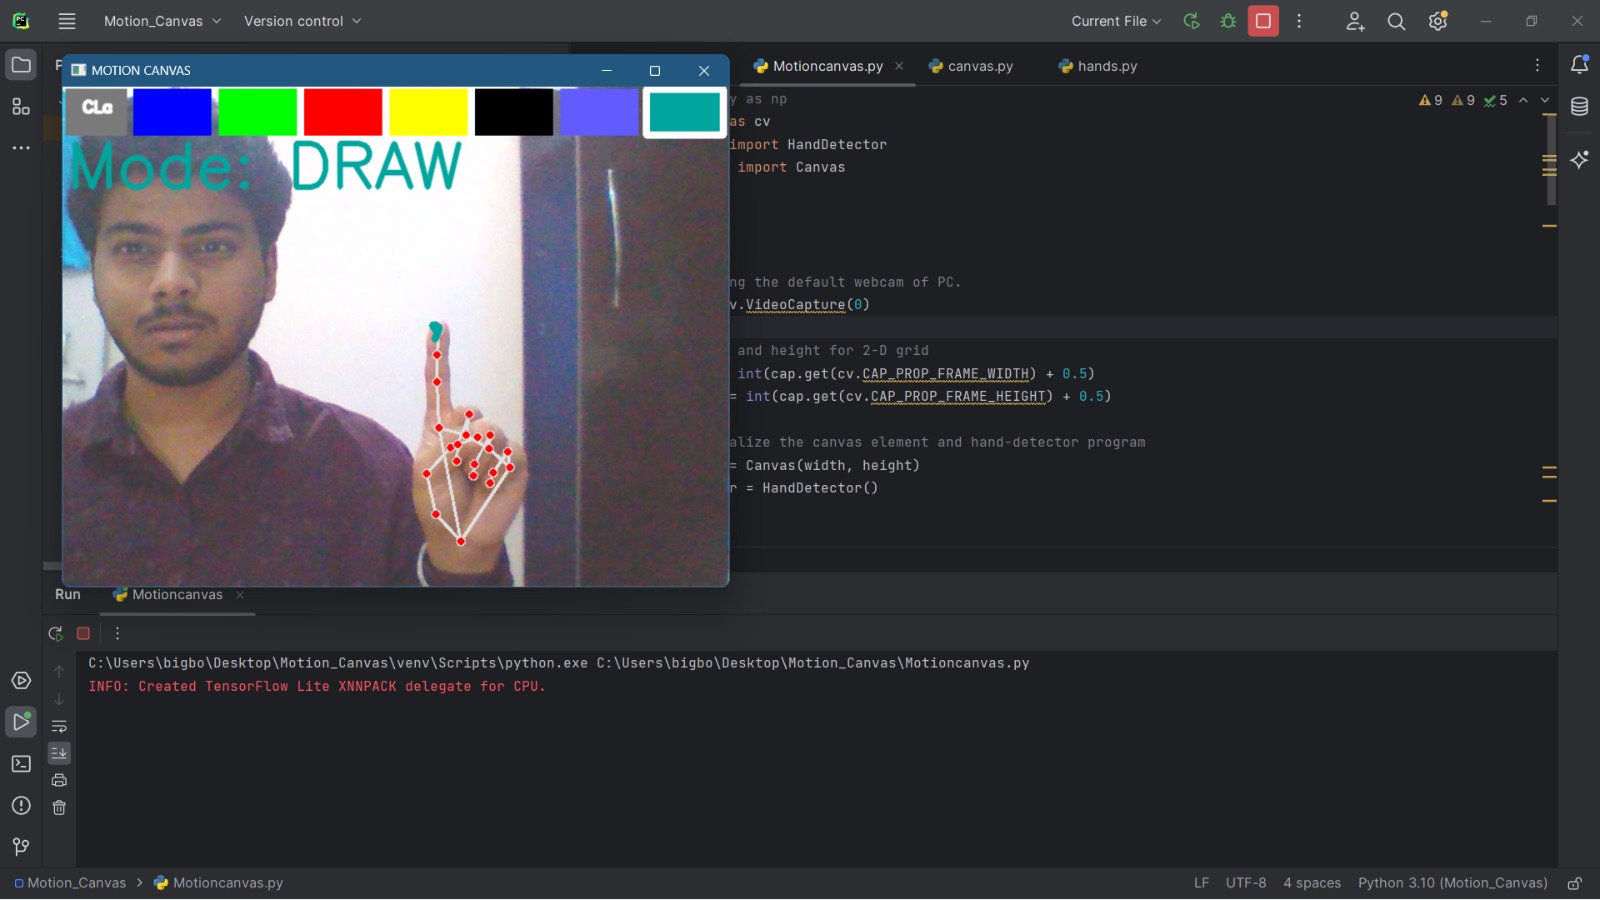 Motion_Canvas
Version control
Current File
MOTION CANVAS
Motioncanvas.py
canvas.py
hands.py
CLa
Mode: DRAW
9 9 5
y as np
as cv
import HandDetector
import Canvas
ng the default webcam of PC.
v.VideoCapture(0)
and height for 2-D grid
int(cap.get(cv.CAP_PROP_FRAME_WIDTH) + 0.5)
= int(cap.get(cv.CAP_PROP_FRAME_HEIGHT) + 0.5)
alize the canvas element and hand-detector program
= Canvas(width, height)
r = HandDetector()
Run
Motioncanvas
C:\Users\bigbo\Desktop\Motion_Canvas\venv\Scripts\python.exe C:\Users\bigbo\Desktop\Motion_Canvas\Motioncanvas.py
INFO: Created TensorFlow Lite XNNPACK delegate for CPU.
Motion_Canvas > Motioncanvas.py
LF UTF-8 4 spaces Python 3.10 (Motion_Canvas)